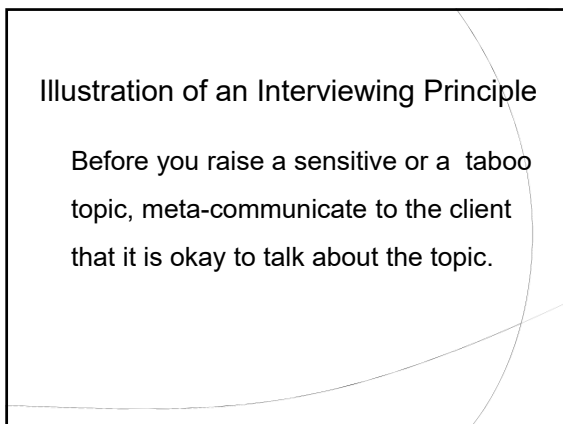 Illustration of an Interviewing Principle
Before you raise a sensitive or a taboo
topic, meta-communicate to the client
that it is okay to talk about the topic.